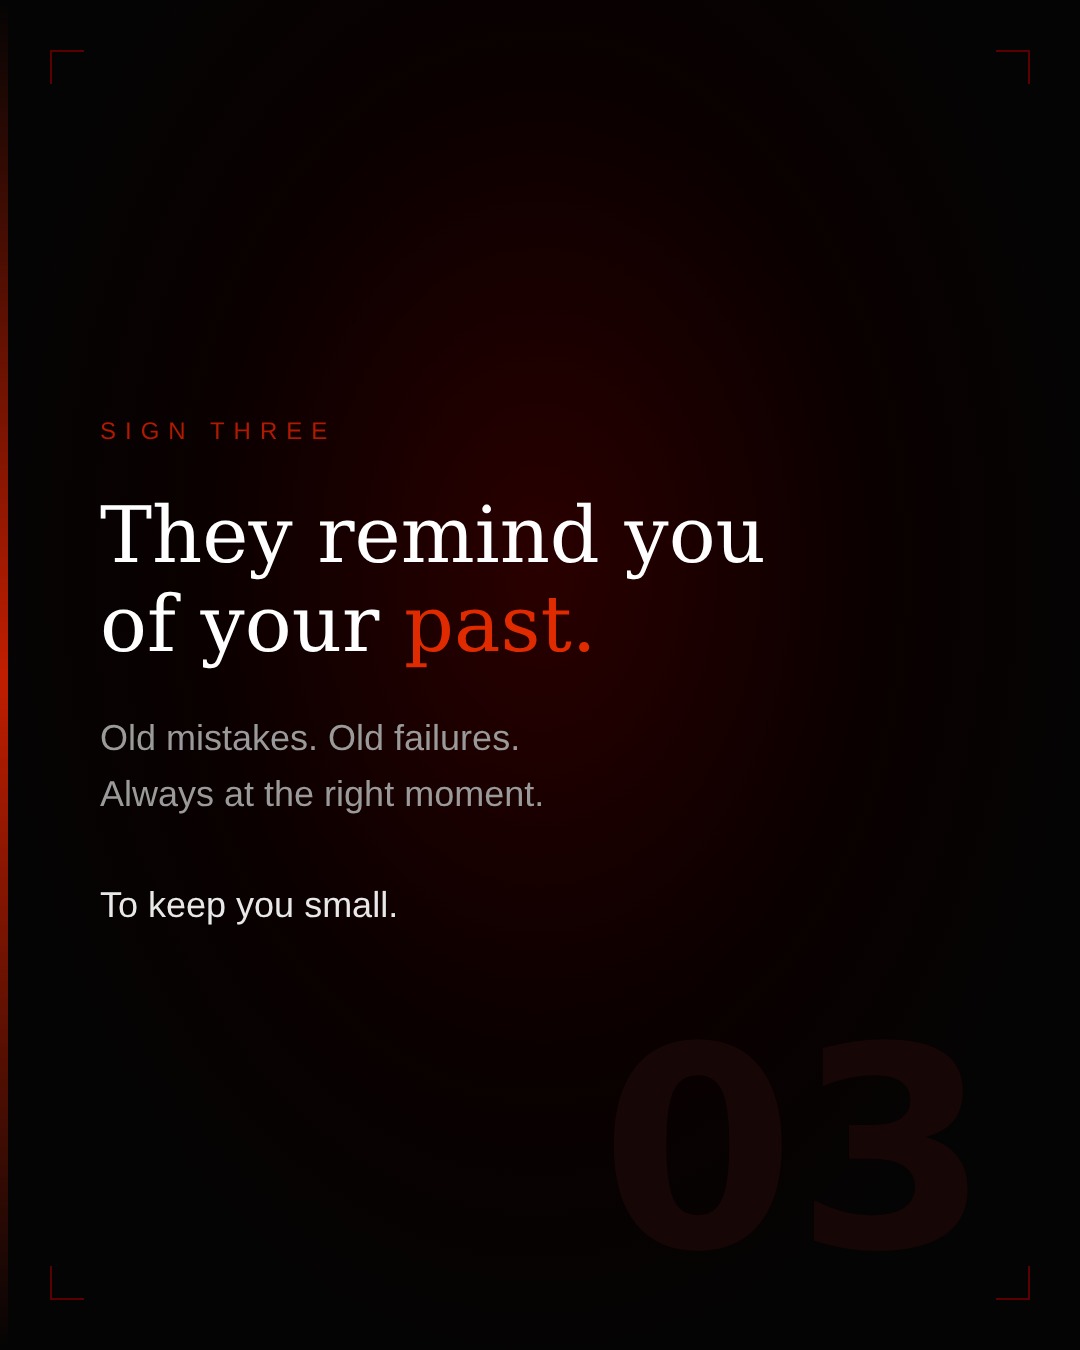 SIGN THREE
They remind you
of your past.
Old mistakes. Old failures.
Always at the right moment.
To keep you small.
03